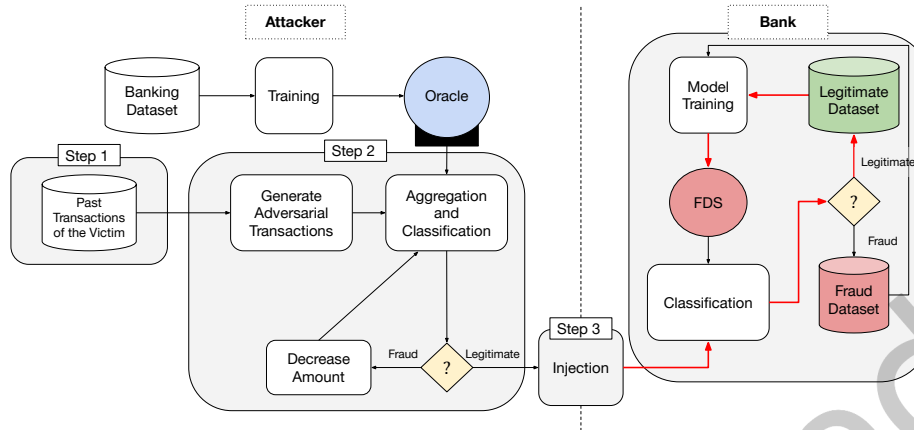 Attacker
Bank
Banking
Dataset
Training
Oracle
Model
Training
Legitimate
Dataset
Step 1
Step 2
Past
Transactions
of the Victim
Generate
Adversarial
Transactions
Aggregation
and
Classification
FDS
?
Legitimate
Fraud
Classification
Fraud
Dataset
Step 3
Decrease
Amount
Fraud
?
Legitimate
Injection